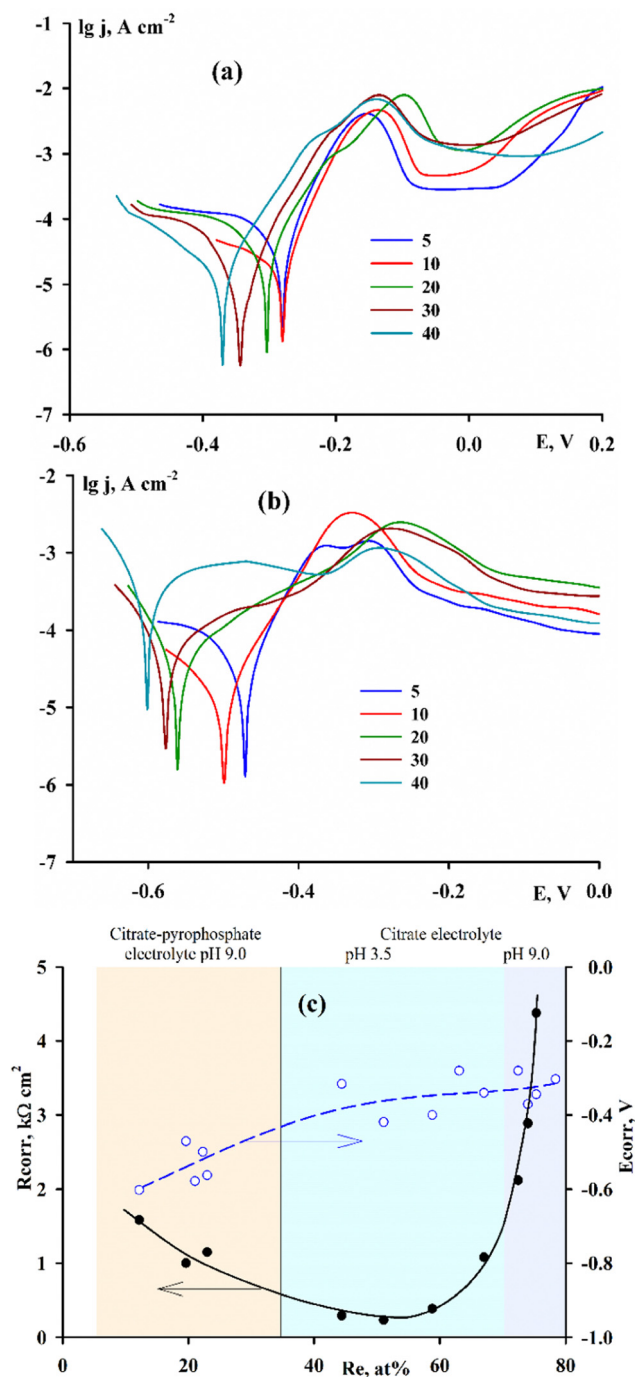 lg j, A cm-2
(a)
-1
-2
-3
-4
-5
-6
-7
5
10
20
30
40
-0.6 -0.4 -0.2 0.0 0.2
E, V
lg j, A cm-2
(b)
-2
-3
-4
-5
-6
-7
5
10
20
30
40
-0.6 -0.4 -0.2 0.0
E, V
Citrate-pyrophosphate
electrolyte pH 9.0
Citrate electrolyte
pH 3.5 pH 9.0
(c)
Rcorr, kΩ cm2
5
4
3
2
1
0
0.0
-0.2
-0.4
-0.6
-0.8
-1.0
Ecorr, V
0 20 40 60 80
Re, at%